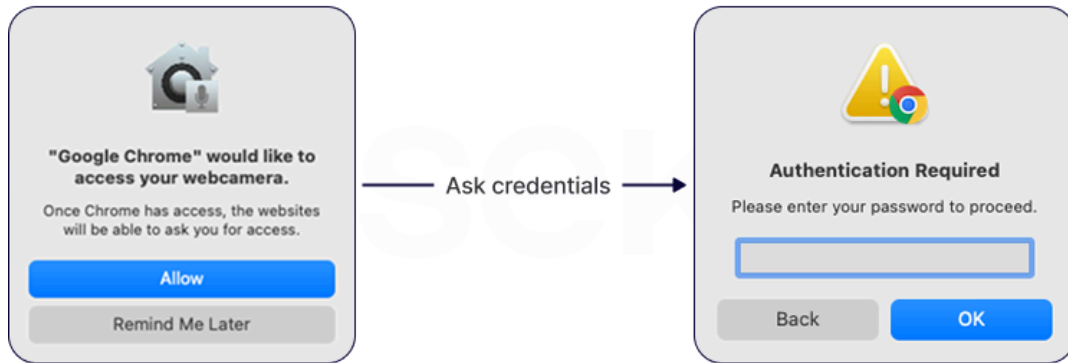 "Google Chrome" would like to
access your webcamera.
Once Chrome has access, the websites
will be able to ask you for access.
Allow
Remind Me Later
Ask credentials
Authentication Required
Please enter your password to proceed.
Back
OK